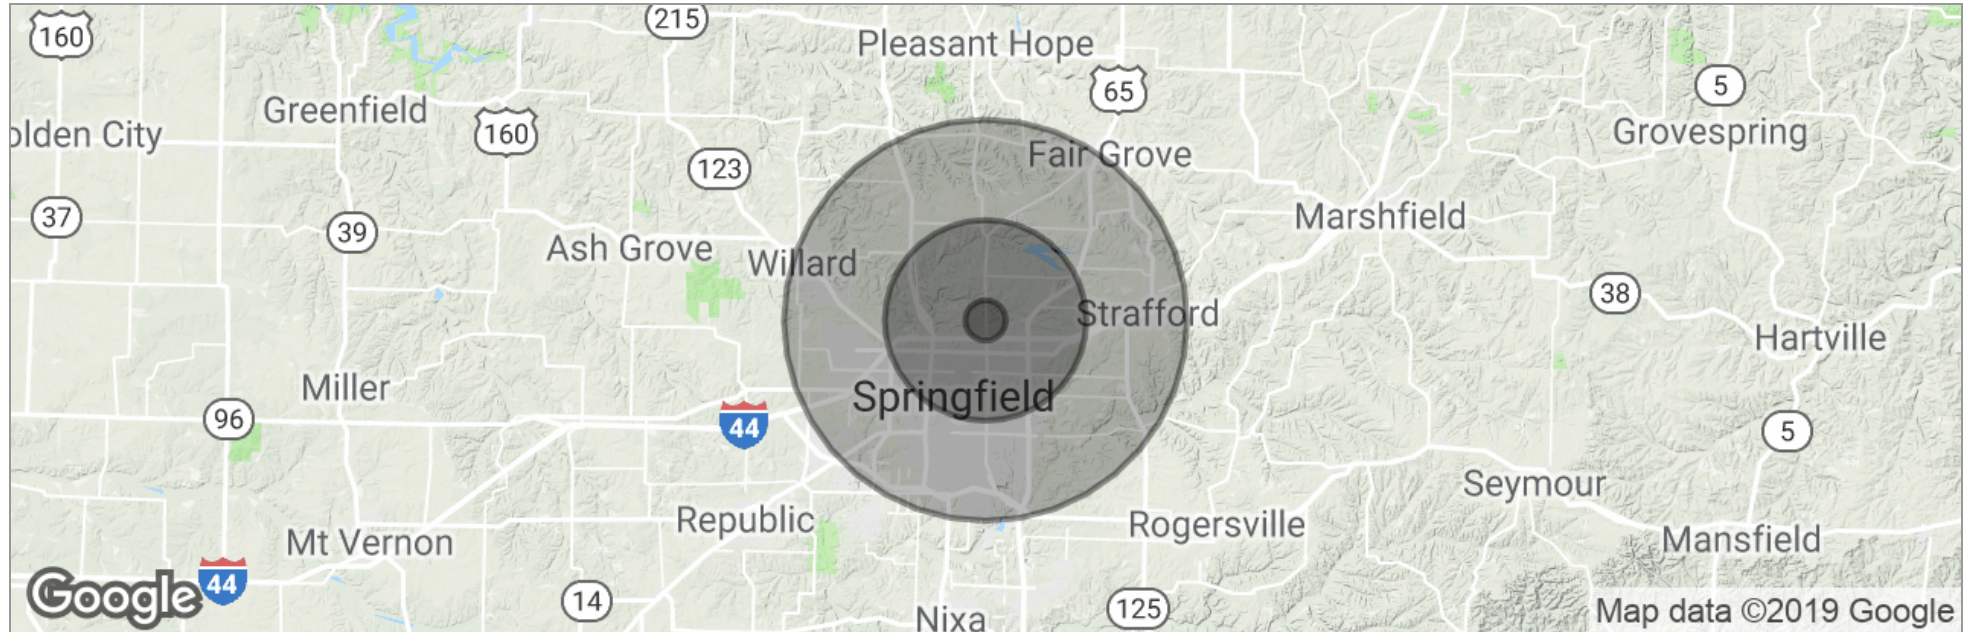 215
160
Pleasant Hope
65
5
Greenfield
160
olden City
Grovespring
Fair Grove
123
37
39
Marshfield
Ash Grove
Willard
38
Strafford
Hartville
Miller
Springfield
96
44
5
Seymour
Republic
Rogersville
Mt Vernon
Mansfield
44
Google
14
125
Nixa
Map data ©2019 Google